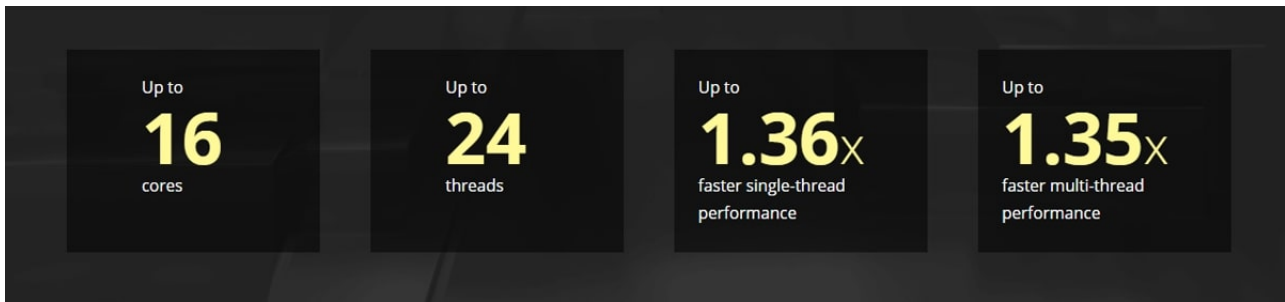 Up to
16
cores
Up to
24
threads
Up to
1.36X
faster single-thread
performance
Up to
1.35X
faster multi-thread
performance